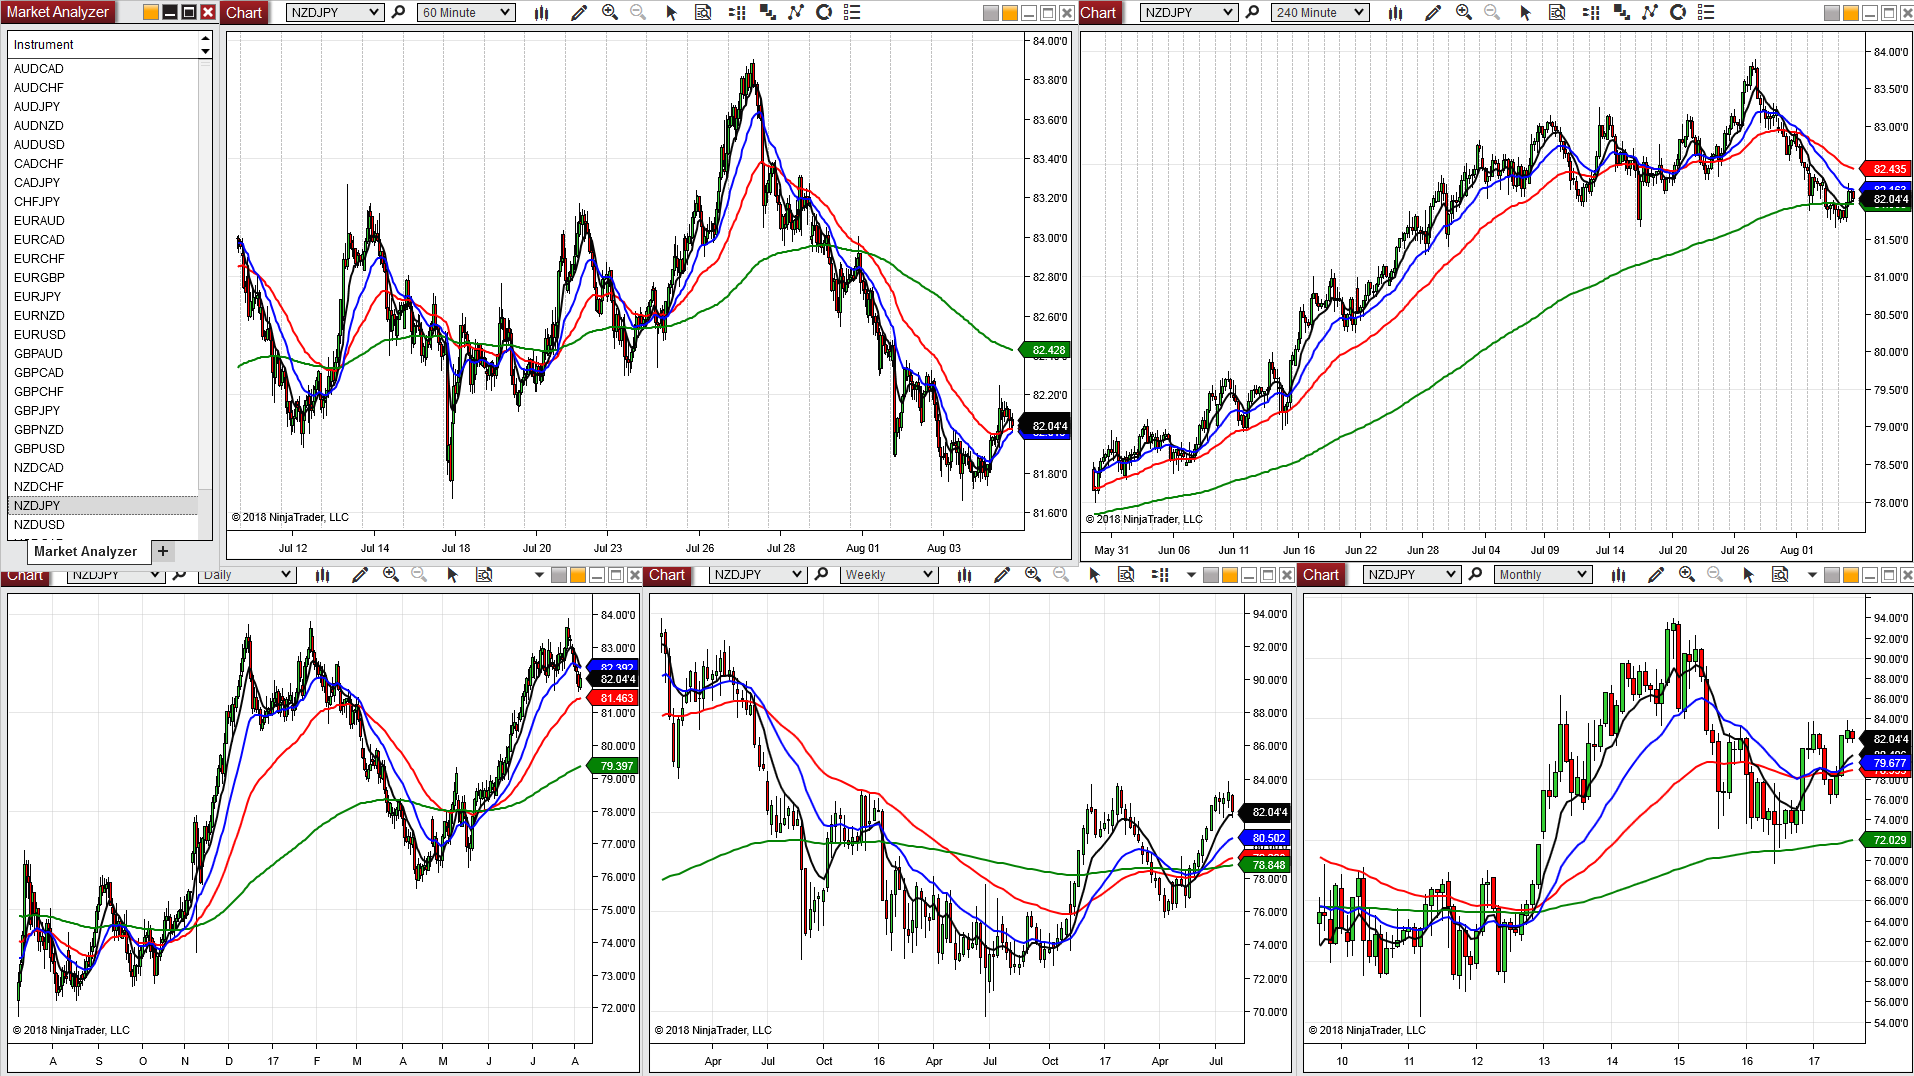 Market Analyzer
Instrument
AUDCAD
AUDCHF
AUDJPY
AUDNZD
AUDUSD
CADCHF
CADJPY
CHFJPY
EURAUD
EURCAD
EURCHF
EURGBP
EURJPY
EURNZD
EURUSD
GBPAUD
GBPCAD
GBPCHF
GBPJPY
GBPNZD
GBPUSD
NZDCAD
NZDCHF
NZDJPY
NZDUSD
Market Analyzer +
Chart NZDJPY 60 Minute
84.00'0
83.80'0
83.60'0
83.40'0
83.20'0
83.00'0
82.80'0
82.60'0
82.428
82.20'0
82.04'4
81.80'0
81.60'0
© 2018 NinjaTrader, LLC
Jul 12 Jul 14 Jul 18 Jul 20 Jul 23 Jul 26 Jul 28 Aug 01 Aug 03
Chart NZDJPY 240 Minute
84.00'0
83.50'0
83.00'0
82.435
82.163
82.04'4
81.50'0
81.00'0
80.50'0
80.00'0
79.50'0
79.00'0
78.50'0
78.00'0
© 2018 NinjaTrader, LLC
May 31 Jun 06 Jun 11 Jun 16 Jun 22 Jun 28 Jul 04 Jul 09 Jul 14 Jul 20 Jul 26 Aug 01
Chart NZDJPY Daily
84.00'0
83.00'0
82.392
82.04'4
81.463
81.00'0
80.00'0
79.397
79.00'0
78.00'0
77.00'0
76.00'0
75.00'0
74.00'0
73.00'0
72.00'0
© 2018 NinjaTrader, LLC
A S O N D 17 F M A M J J A
Chart NZDJPY Weekly
94.00'0
92.00'0
90.00'0
88.00'0
86.00'0
84.00'0
82.04'4
80.502
78.848
78.00'0
76.00'0
74.00'0
72.00'0
70.00'0
© 2018 NinjaTrader, LLC
Apr Jul Oct 16 Apr Jul Oct 17 Apr Jul
Chart NZDJPY Monthly
94.00'0
92.00'0
90.00'0
88.00'0
86.00'0
84.00'0
82.04'4
79.677
78.00'0
76.00'0
74.00'0
72.029
70.00'0
68.00'0
66.00'0
64.00'0
62.00'0
60.00'0
58.00'0
56.00'0
54.00'0
© 2018 NinjaTrader, LLC
10 11 12 13 14 15 16 17